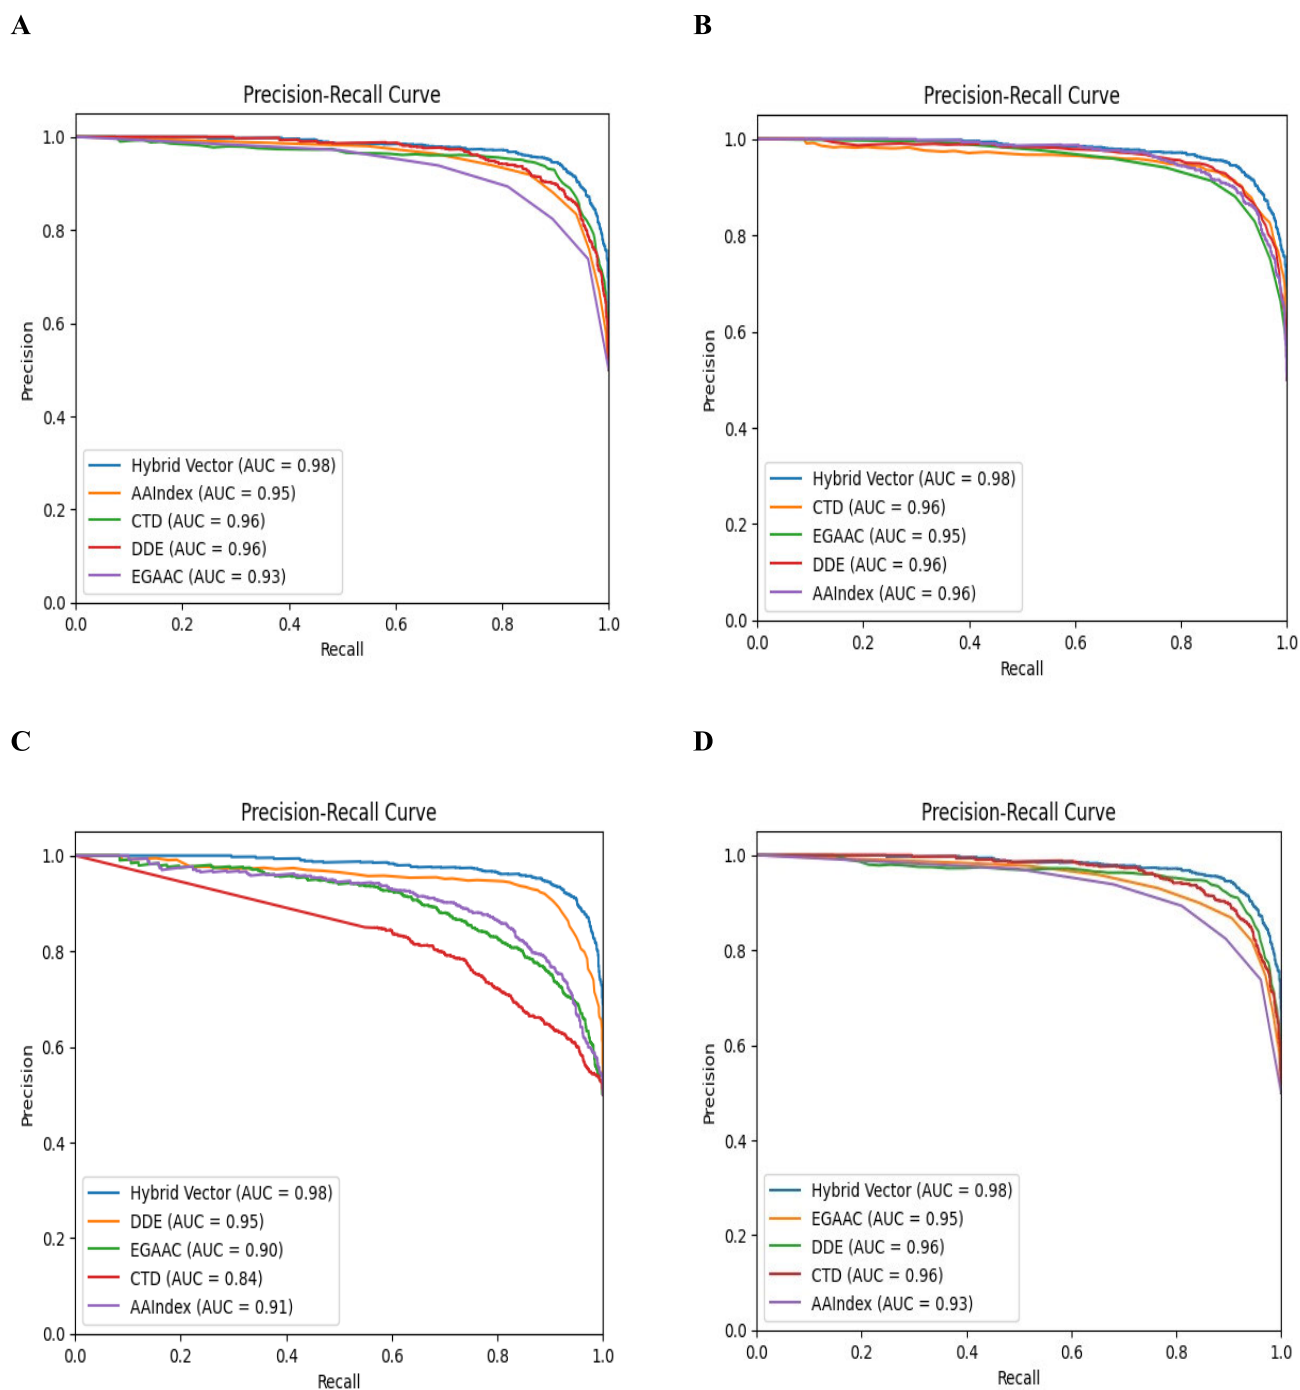 A
Precision-Recall Curve
1.0
0.8
0.6
0.4
0.2
0.0
Precision
Hybrid Vector (AUC = 0.98)
AAIndex (AUC = 0.95)
CTD (AUC = 0.96)
DDE (AUC = 0.96)
EGAAC (AUC = 0.93)
0.0 0.2 0.4 0.6 0.8 1.0
Recall
B
Precision-Recall Curve
1.0
0.8
0.6
0.4
0.2
0.0
Precision
Hybrid Vector (AUC = 0.98)
CTD (AUC = 0.96)
EGAAC (AUC = 0.95)
DDE (AUC = 0.96)
AAIndex (AUC = 0.96)
0.0 0.2 0.4 0.6 0.8 1.0
Recall
C
Precision-Recall Curve
1.0
0.8
0.6
0.4
0.2
0.0
Precision
Hybrid Vector (AUC = 0.98)
DDE (AUC = 0.95)
EGAAC (AUC = 0.90)
CTD (AUC = 0.84)
AAIndex (AUC = 0.91)
0.0 0.2 0.4 0.6 0.8 1.0
Recall
D
Precision-Recall Curve
1.0
0.8
0.6
0.4
0.2
0.0
Precision
Hybrid Vector (AUC = 0.98)
EGAAC (AUC = 0.95)
DDE (AUC = 0.96)
CTD (AUC = 0.96)
AAIndex (AUC = 0.93)
0.0 0.2 0.4 0.6 0.8 1.0
Recall